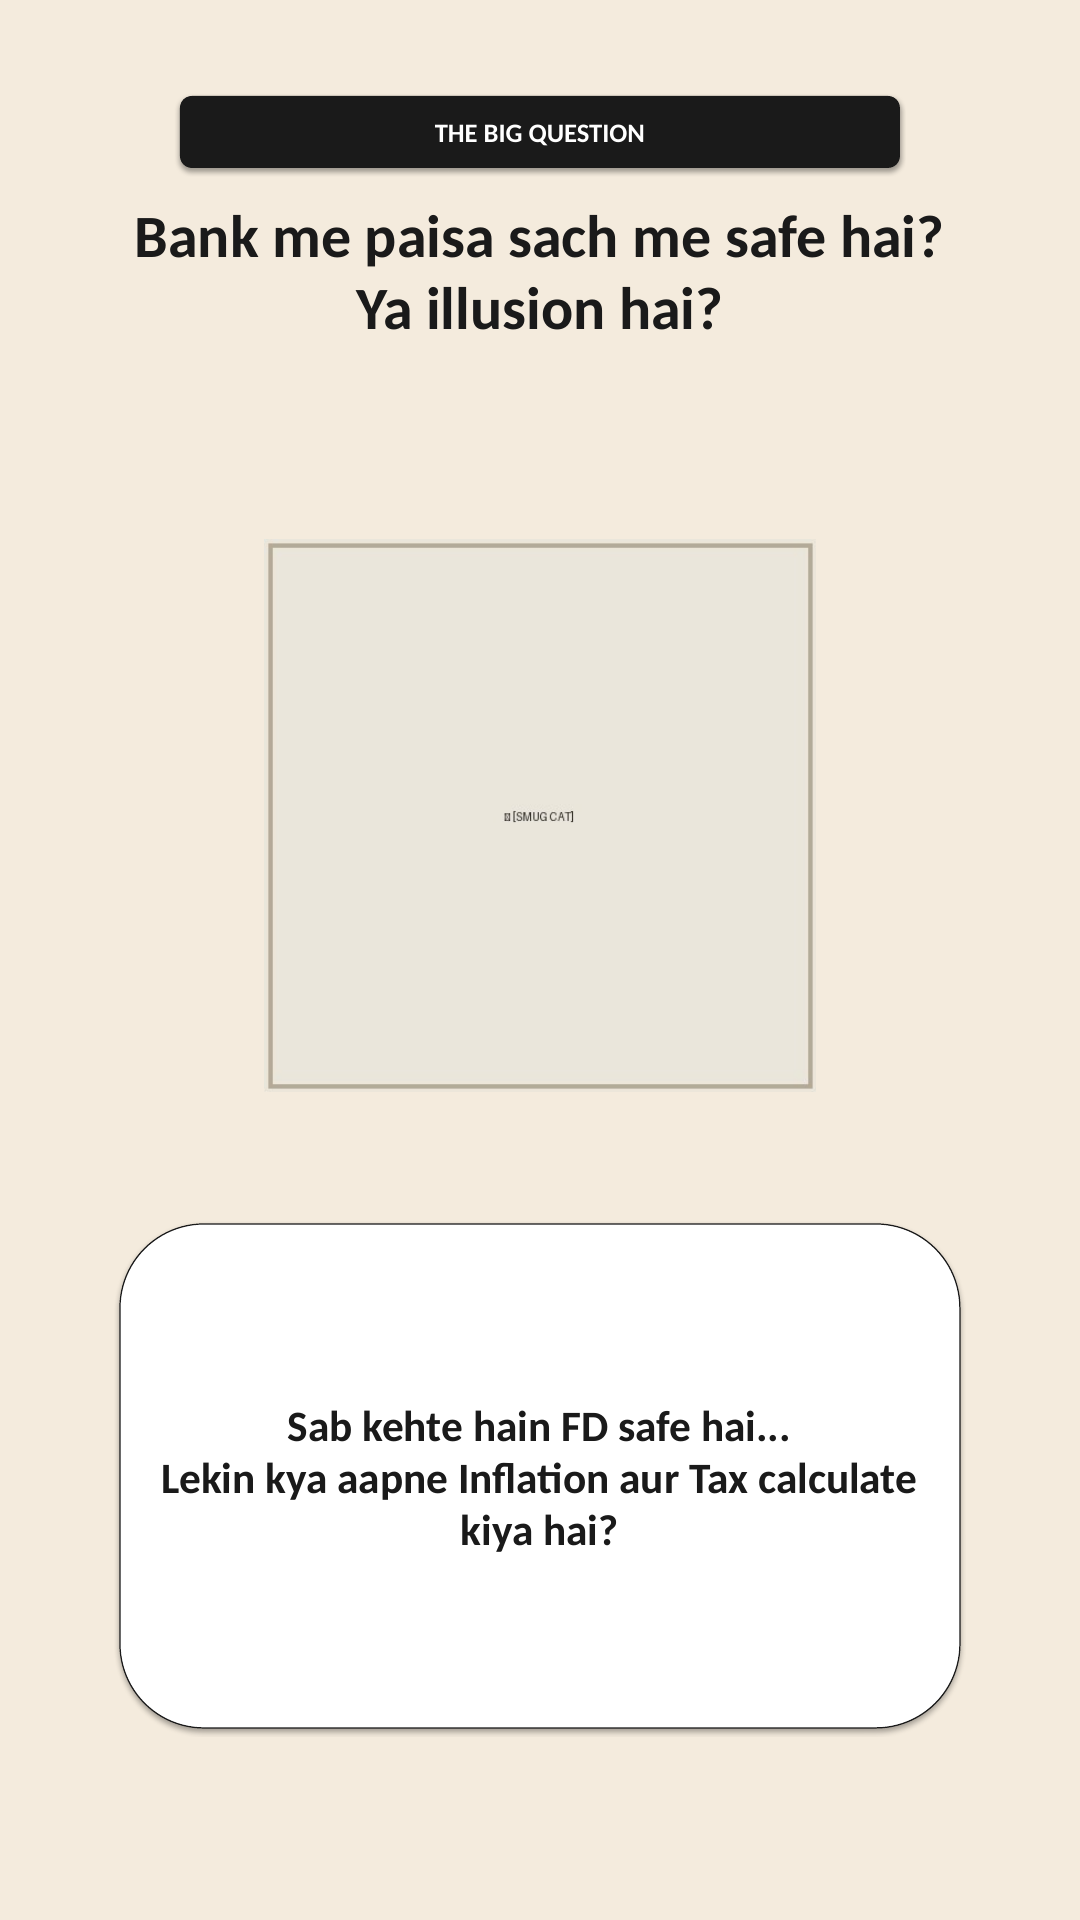 THE BIG QUESTION
Bank me paisa sach me safe hai?
Ya illusion hai?
[SMUG CAT]
Sab kehte hain FD safe hai...
Lekin kya aapne Inflation aur Tax calculate
kiya hai?